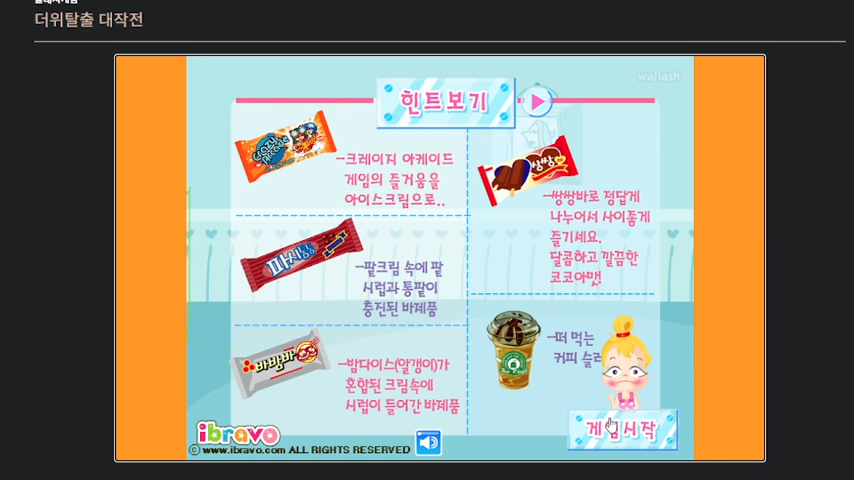 더위탈출 대작전
waflash
힌트보기
-크레이지 아케이드
게임의 즐거움을
아이스크림으로..
쌍쌍
-쌍쌍바로 정답게
나누어서 사이좋게
즐기세요.
달콤하고 깔끔한
코코아맛!
-팥크림 속에 팥
시럽과 통팥이
충진된 바제품
바밤바
-밤다이스(알갱이)가
혼합된 크림속에
시럽이 들어간 바제품
-떠 먹는
커피 슬러
게임시작
ibravo
© www.ibravo.com ALL RIGHTS RESERVED